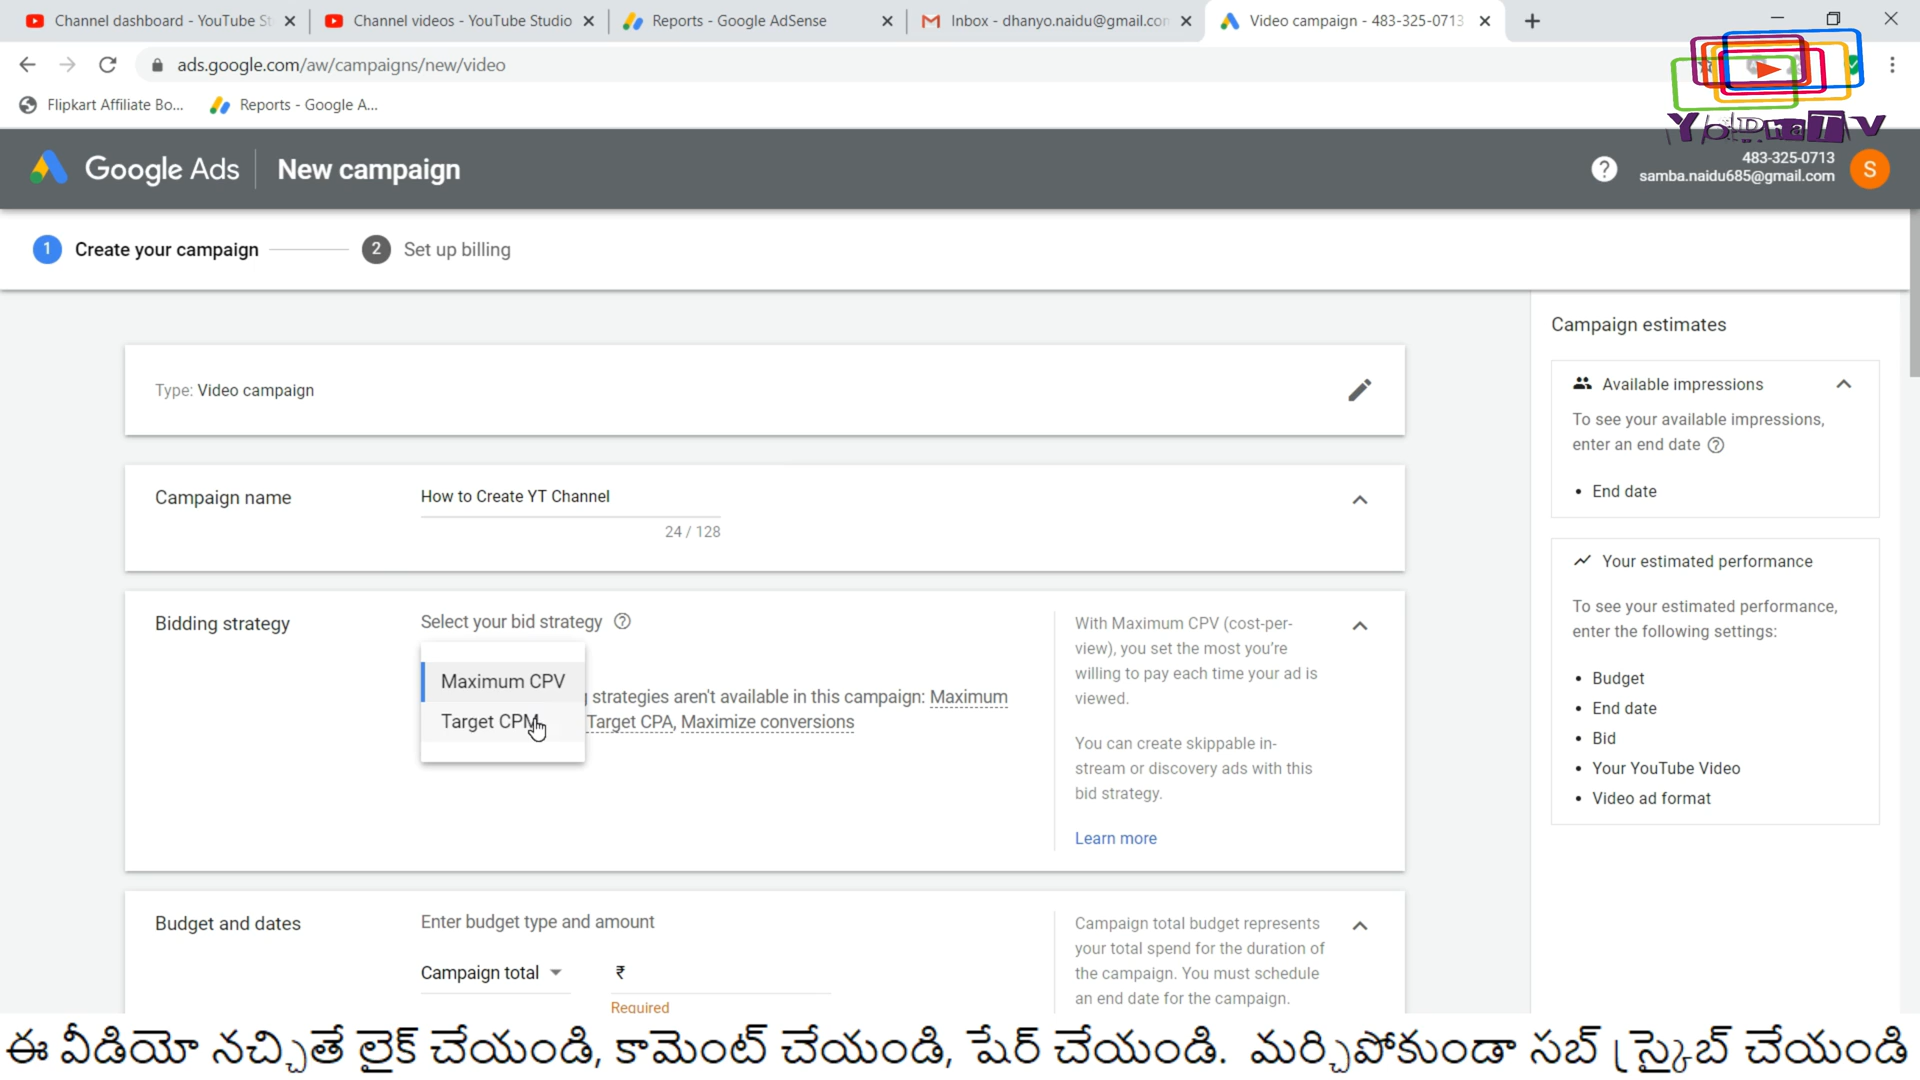 Channel dashboard - YouTube St
Channel videos - YouTube Studio
Reports - Google AdSense
Inbox - dhanyo.naidu@gmail.con
Video campaign - 483-325-0713
ads.google.com/aw/campaigns/new/video
Flipkart Affiliate Bo...
Reports - Google A...
YoDhaTV
Google Ads
New campaign
483-325-0713
samba.naidu685@gmail.com
S
1 Create your campaign
2 Set up billing
Campaign estimates
Type: Video campaign
Available impressions
To see your available impressions,
enter an end date
• End date
Campaign name
How to Create YT Channel
24 / 128
Your estimated performance
To see your estimated performance,
enter the following settings:
• Budget
• End date
• Bid
• Your YouTube Video
• Video ad format
Bidding strategy
Select your bid strategy
Maximum CPV
Target CPM
strategies aren't available in this campaign: Maximum
Target CPA, Maximize conversions
With Maximum CPV (cost-per-
view), you set the most you're
willing to pay each time your ad is
viewed.
You can create skippable in-
stream or discovery ads with this
bid strategy.
Learn more
Budget and dates
Enter budget type and amount
Campaign total
₹
Required
Campaign total budget represents
your total spend for the duration of
the campaign. You must schedule
an end date for the campaign.
ఈ వీడియో నచ్చితే లైక్ చేయండి, కామెంట్ చేయండి, షేర్ చేయండి. మర్చిపోకుండా సబ్ స్క్రైబ్ చేయండి